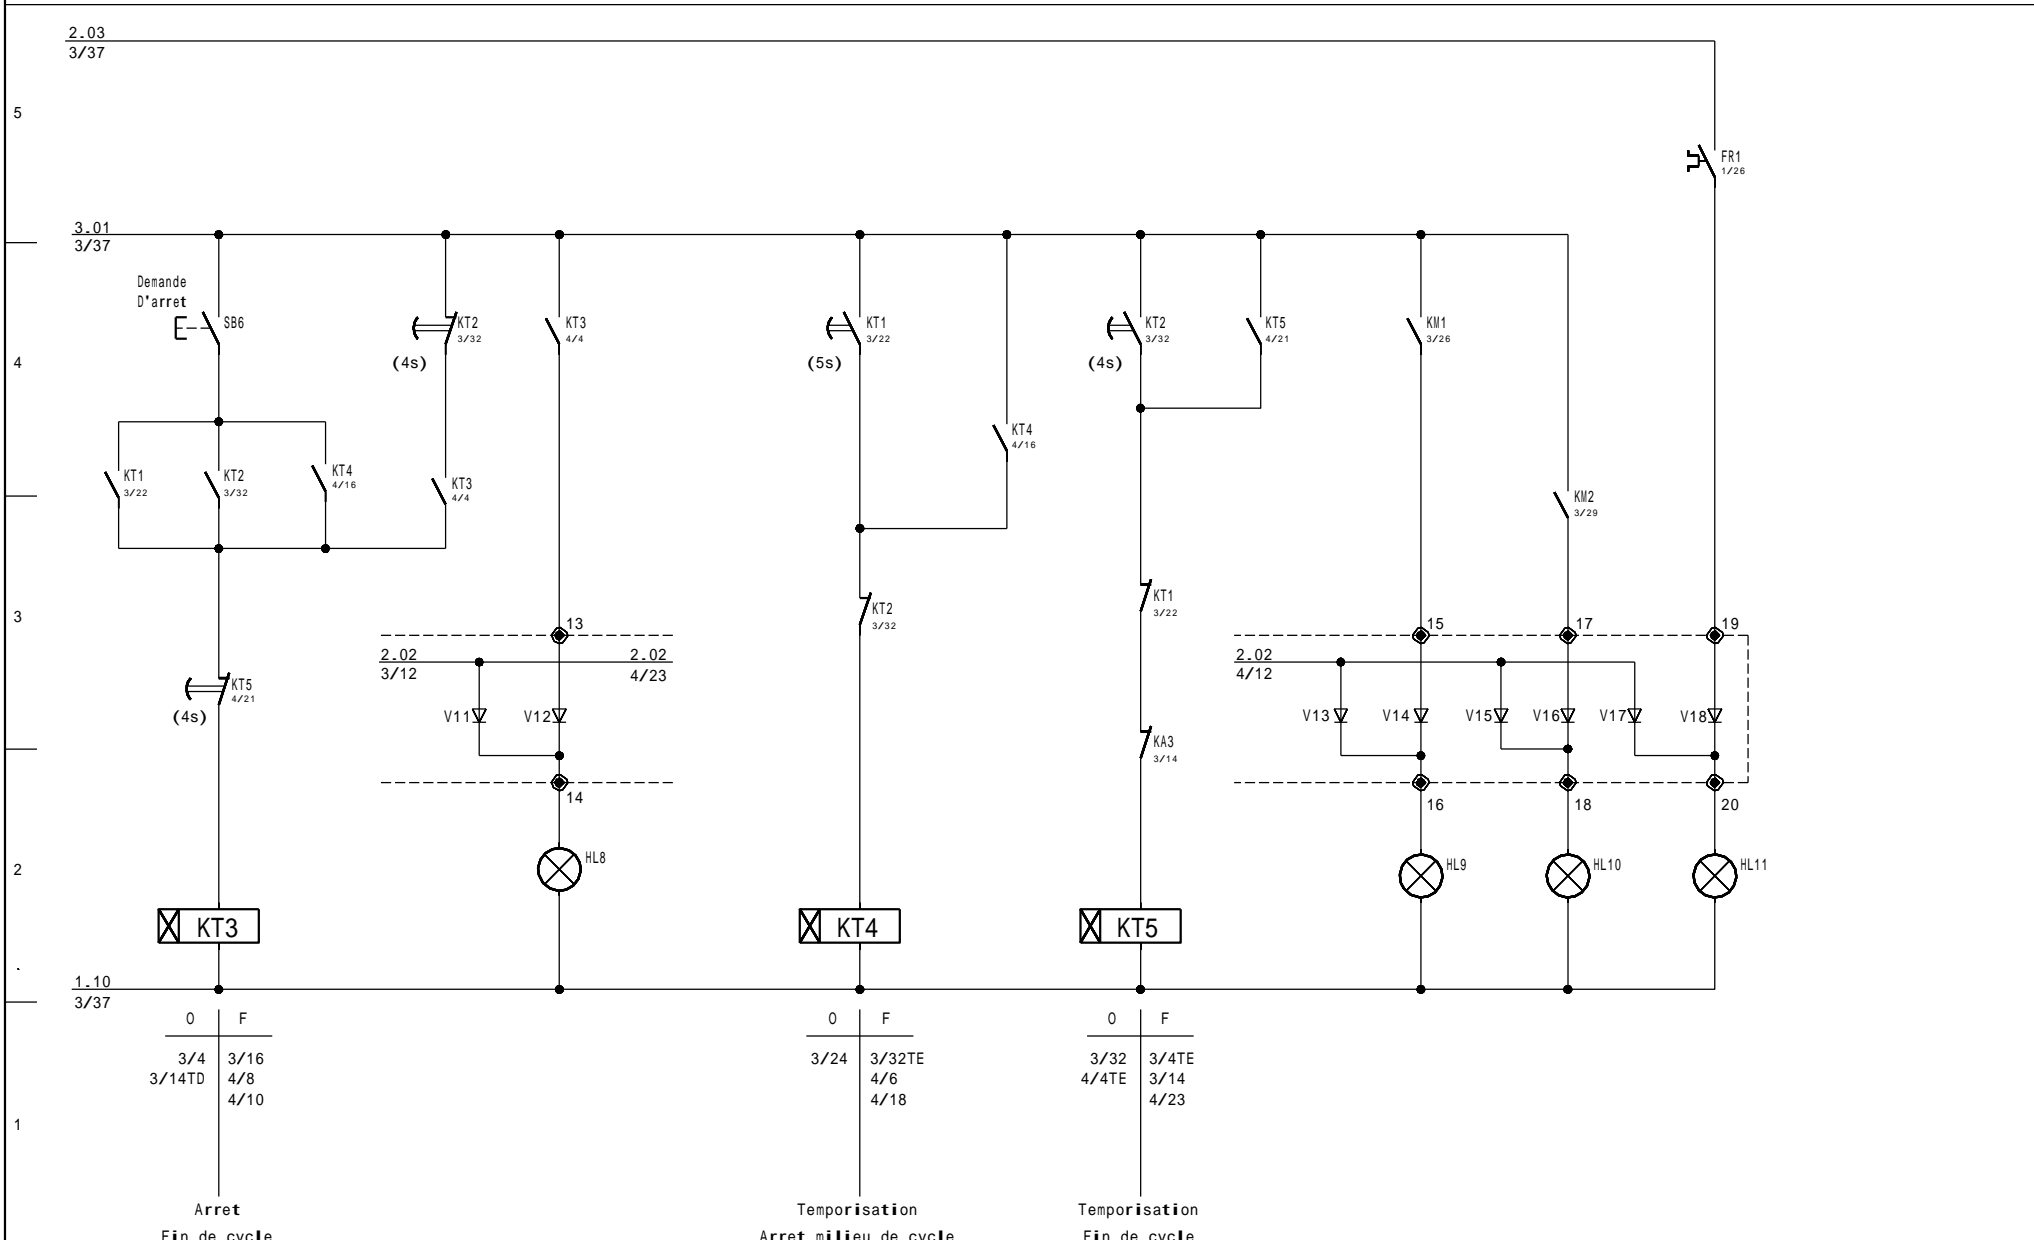 2.03
3/37
5
FR1
1/26
3.01
3/37
Demande
D'arret
SB6
KT2
3/32
(4s)
KT3
4/4
KT1
3/22
(5s)
KT2
3/32
(4s)
KT5
4/21
KM1
3/26
4
KT4
4/16
KT1
3/22
KT2
3/32
KT4
4/16
KT3
4/4
KM2
3/29
KT2
3/32
KT1
3/22
3
13
15
17
19
2.02
3/12
2.02
4/23
2.02
4/12
KT5
4/21
(4s)
V11
V12
V13
V14
V15
V16
V17
V18
KA3
3/14
14
16
18
20
2
HL8
HL9
HL10
HL11
KT3
KT4
KT5
1.10
3/37
O F
3/4 3/16
3/14TD 4/8
4/10
O F
3/24 3/32TE
4/6
4/18
O F
3/32 3/4TE
4/4TE 3/14
4/23
1
Arret
Fin de cycle
Temporisation
Arret milieu de cycle
Temporisation
Fin de cycle